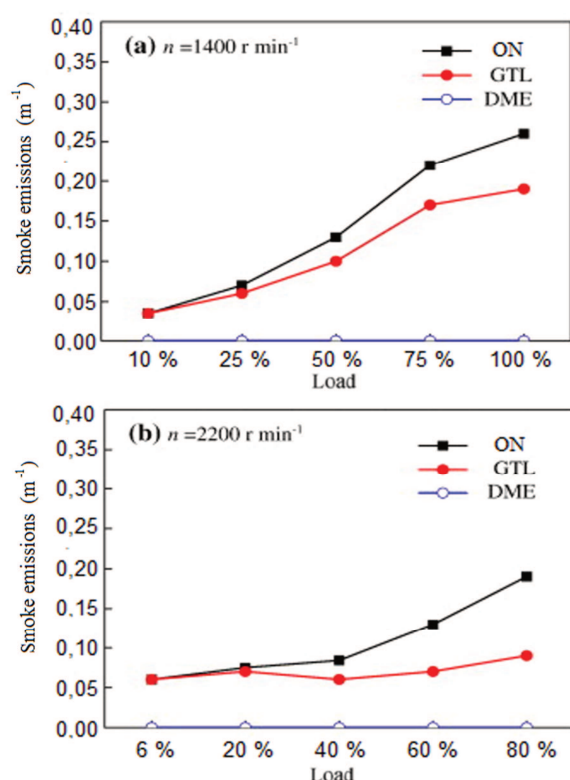 (a) n =1400 r min⁻¹
ON
GTL
DME
Smoke emissions (m⁻¹)
0,40
0,35
0,30
0,25
0,20
0,15
0,10
0,05
0.00
10 % 25 % 50 % 75 % 100 %
Load
(b) n =2200 r min⁻¹
ON
GTL
DME
Smoke emissions (m⁻¹)
0,40
0,35
0,30
0,25
0,20
0,15
0,10
0,05
0,00
6 % 20 % 40 % 60 % 80 %
Load